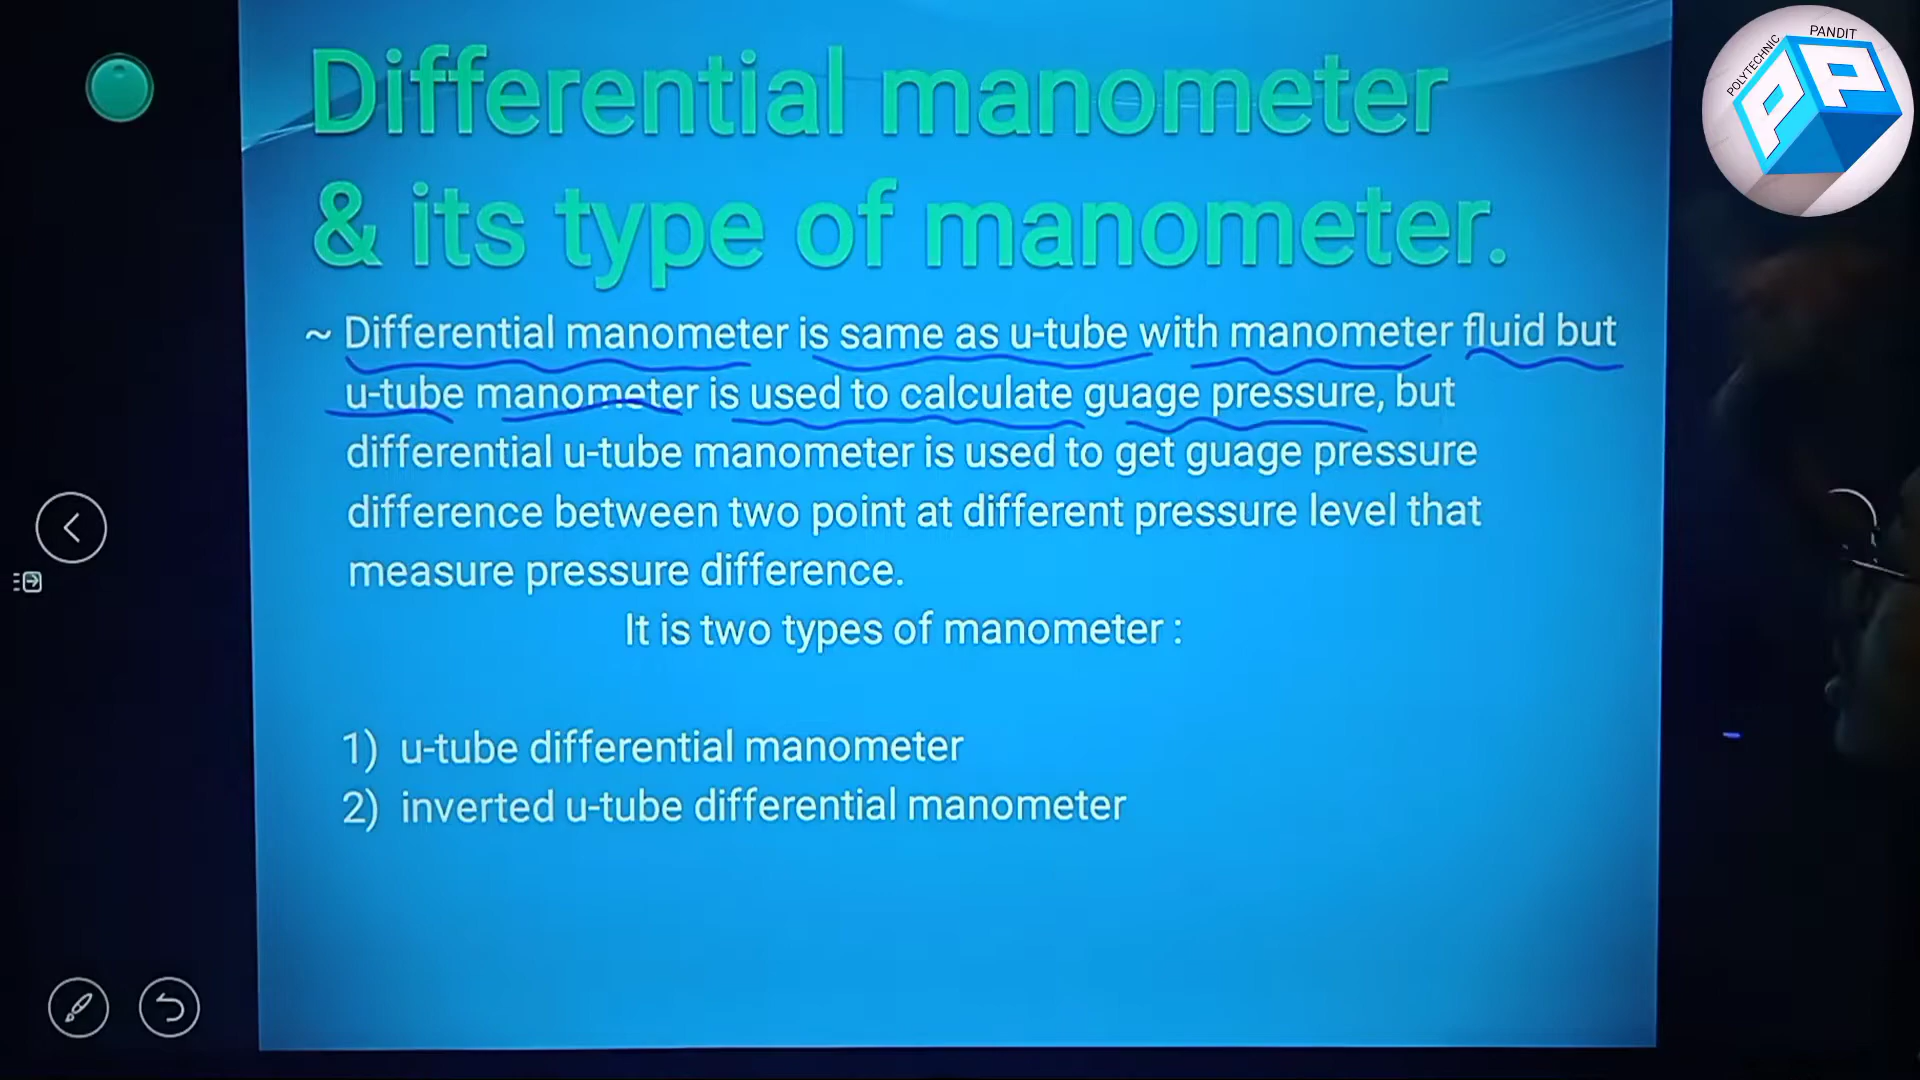 Differential manometer
& its type of manometer.
~ Differential manometer is same as u-tube with manometer fluid but
u-tube manometer is used to calculate guage pressure, but
differential u-tube manometer is used to get guage pressure
difference between two point at different pressure level that
measure pressure difference.
It is two types of manometer :
1) u-tube differential manometer
2) inverted u-tube differential manometer
POLYTECHNIC PANDIT
PP